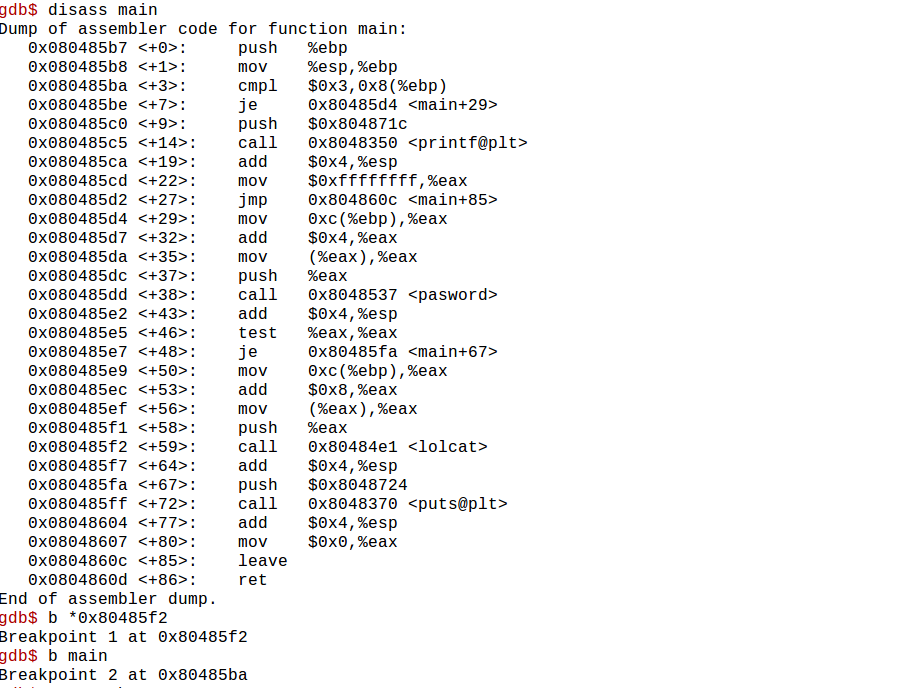 gdb$ disass main
Dump of assembler code for function main:
   0x080485b7 <+0>:     push   %ebp
   0x080485b8 <+1>:     mov    %esp,%ebp
   0x080485ba <+3>:     cmpl   $0x3,0x8(%ebp)
   0x080485be <+7>:     je     0x80485d4 <main+29>
   0x080485c0 <+9>:     push   $0x804871c
   0x080485c5 <+14>:    call   0x8048350 <printf@plt>
   0x080485ca <+19>:    add    $0x4,%esp
   0x080485cd <+22>:    mov    $0xffffffff,%eax
   0x080485d2 <+27>:    jmp    0x804860c <main+85>
   0x080485d4 <+29>:    mov    0xc(%ebp),%eax
   0x080485d7 <+32>:    add    $0x4,%eax
   0x080485da <+35>:    mov    (%eax),%eax
   0x080485dc <+37>:    push   %eax
   0x080485dd <+38>:    call   0x8048537 <pasword>
   0x080485e2 <+43>:    add    $0x4,%esp
   0x080485e5 <+46>:    test   %eax,%eax
   0x080485e7 <+48>:    je     0x80485fa <main+67>
   0x080485e9 <+50>:    mov    0xc(%ebp),%eax
   0x080485ec <+53>:    add    $0x8,%eax
   0x080485ef <+56>:    mov    (%eax),%eax
   0x080485f1 <+58>:    push   %eax
   0x080485f2 <+59>:    call   0x80484e1 <lolcat>
   0x080485f7 <+64>:    add    $0x4,%esp
   0x080485fa <+67>:    push   $0x8048724
   0x080485ff <+72>:    call   0x8048370 <puts@plt>
   0x08048604 <+77>:    add    $0x4,%esp
   0x08048607 <+80>:    mov    $0x0,%eax
   0x0804860c <+85>:    leave
   0x0804860d <+86>:    ret
End of assembler dump.
gdb$ b *0x80485f2
Breakpoint 1 at 0x80485f2
gdb$ b main
Breakpoint 2 at 0x80485ba